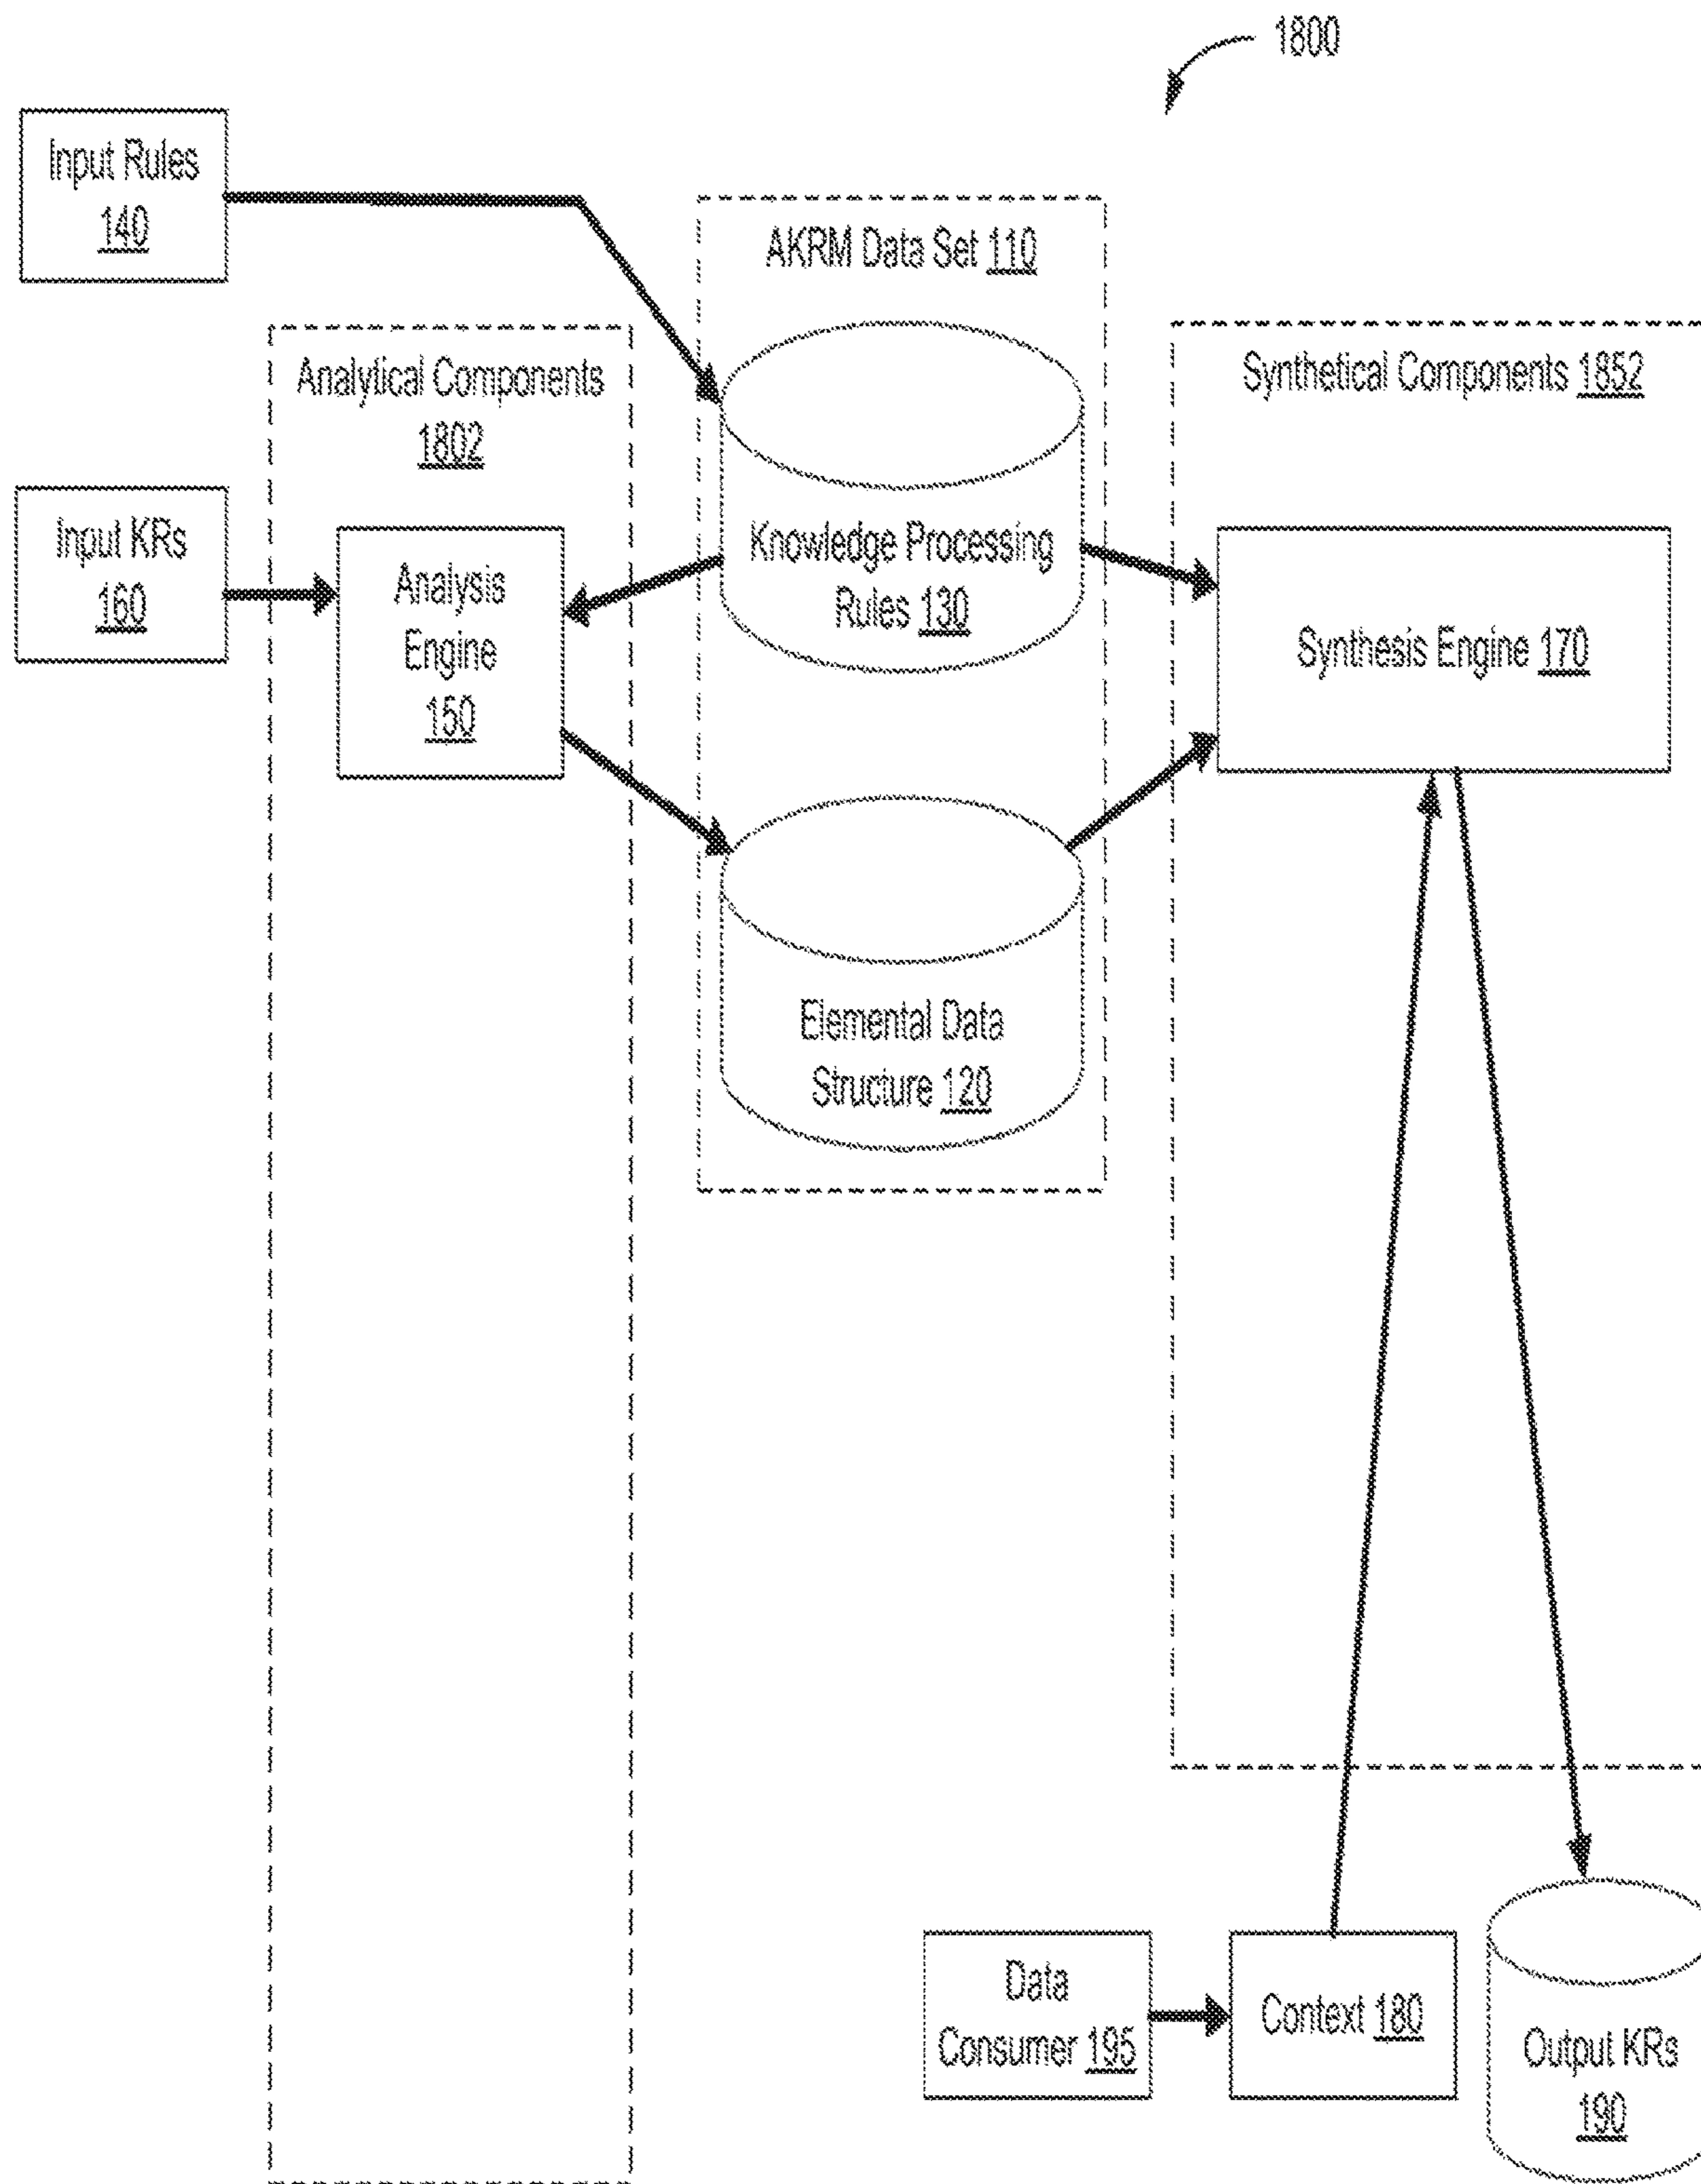 1800
Input Rules
140
AKRM Data Set 110
Analytical Components
1802
Synthetical Components 1852
Input KRs
160
Analysis
Engine
150
Knowledge Processing
Rules 130
Synthesis Engine 170
Elemental Data
Structure 120
Data
Consumer 195
Context 180
Output KRs
190